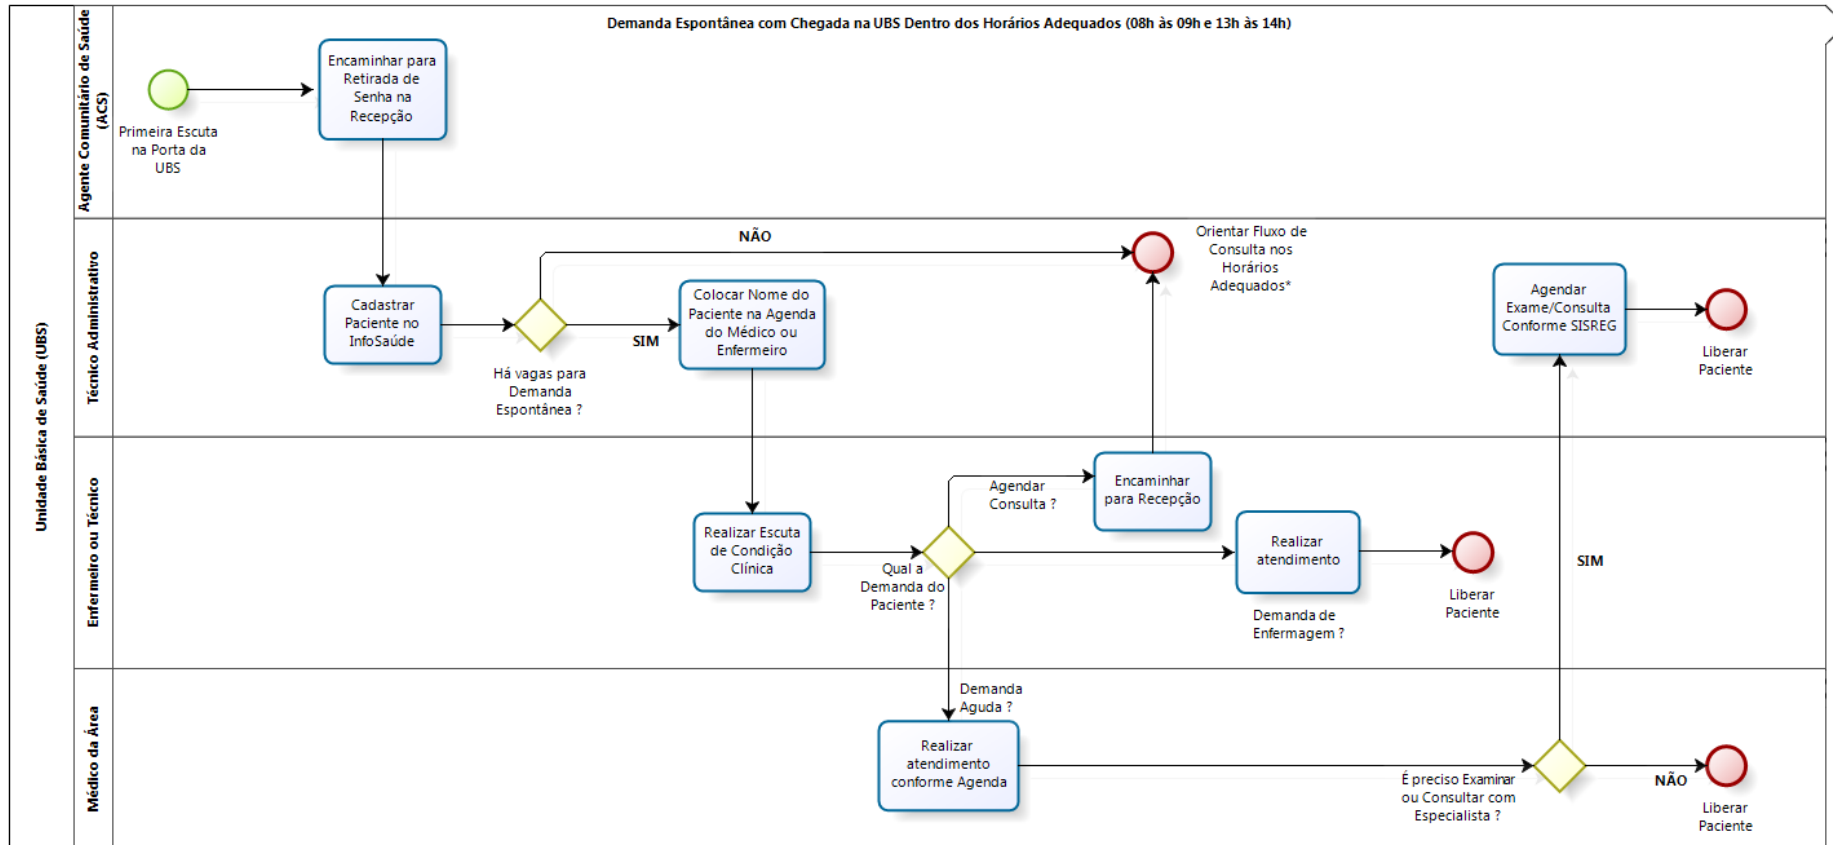 Demanda Espontânea com Chegada na UBS Dentro dos Horários Adequados (08h às 09h e 13h às 14h)
Unidade Básica de Saúde (UBS)
Agente Comunitário de Saúde
(ACS)
Primeira Escuta
na Porta da
UBS
Encaminhar para
Retirada de
Senha na
Recepção
Técnico Administrativo
Cadastrar
Paciente no
InfoSaúde
Há vagas para
Demanda
Espontânea ?
NÃO
SIM
Colocar Nome do
Paciente na Agenda
do Médico ou
Enfermeiro
Orientar Fluxo de
Consulta nos
Horários
Adequados*
Agendar
Exame/Consulta
Conforme SISREG
Liberar
Paciente
Enfermeiro ou Técnico
Realizar Escuta
de Condição
Clínica
Qual a
Demanda do
Paciente ?
Agendar
Consulta ?
Encaminhar
para Recepção
Realizar
atendimento
Demanda de
Enfermagem ?
Liberar
Paciente
SIM
Médico da Área
Demanda
Aguda ?
Realizar
atendimento
conforme Agenda
É preciso Examinar
ou Consultar com
Especialista ?
NÃO
Liberar
Paciente